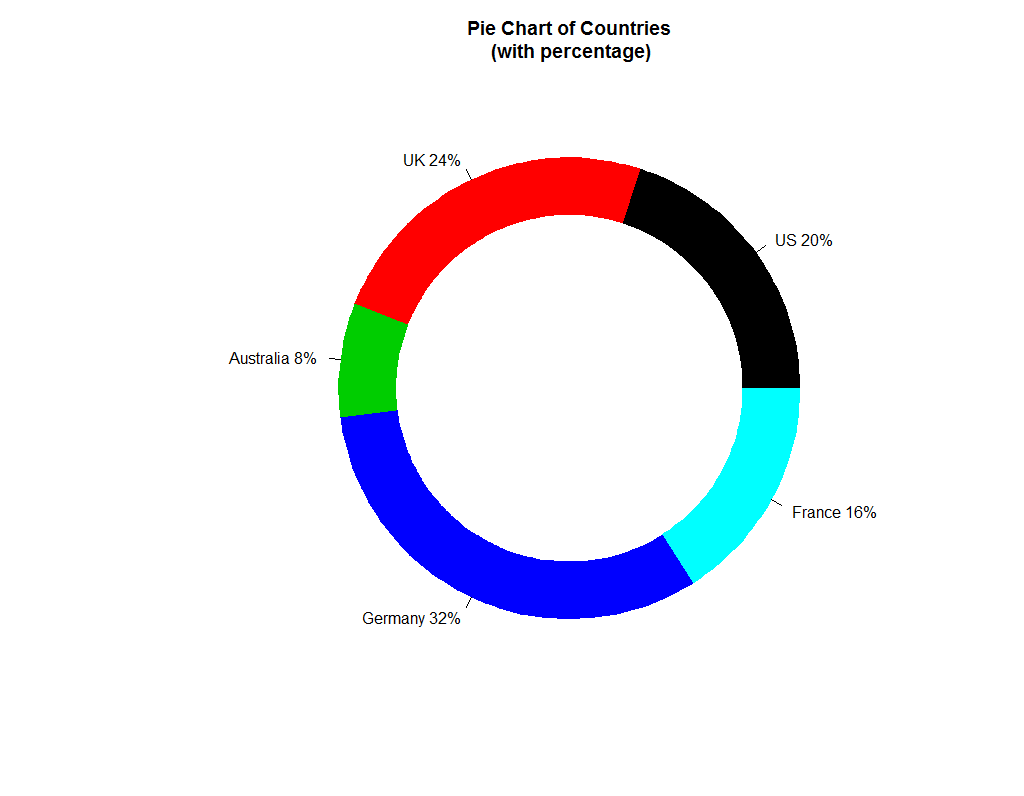 Pie Chart of Countries
(with percentage)
UK 24%
US 20%
Australia 8%
France 16%
Germany 32%